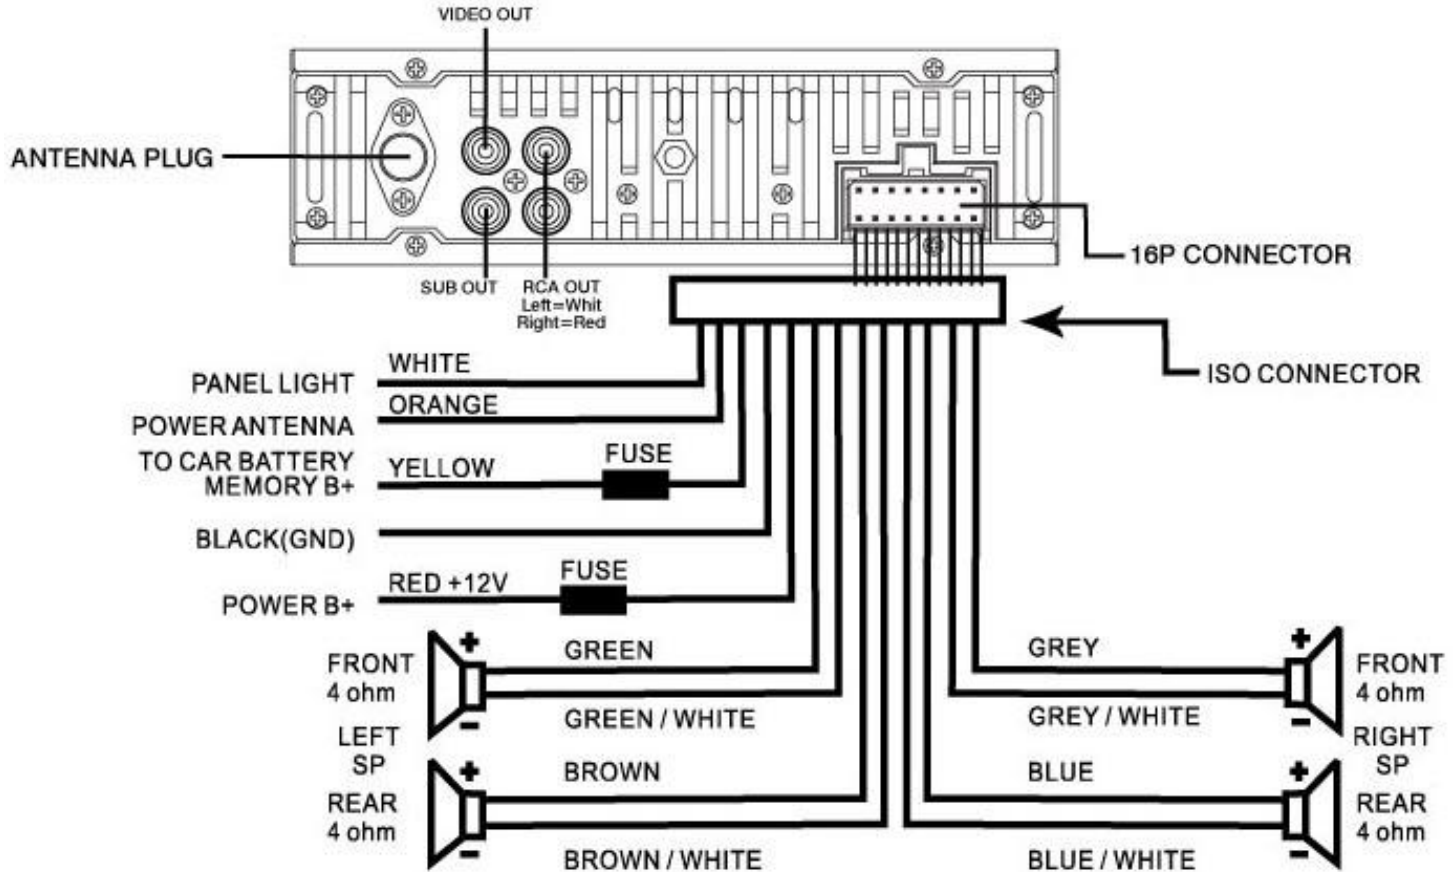 VIDEO OUT
ANTENNA PLUG
16P CONNECTOR
SUB OUT
RCA OUT
Left=Whit
Right=Red
ISO CONNECTOR
PANEL LIGHT
WHITE
POWER ANTENNA
ORANGE
TO CAR BATTERY
MEMORY B+
YELLOW
FUSE
BLACK(GND)
POWER B+
RED +12V
FUSE
FRONT
4 ohm
+
-
GREEN
GREEN / WHITE
LEFT
SP
REAR
4 ohm
+
-
BROWN
BROWN / WHITE
GREY
GREY / WHITE
+
-
FRONT
4 ohm
RIGHT
SP
BLUE
BLUE / WHITE
+
-
REAR
4 ohm